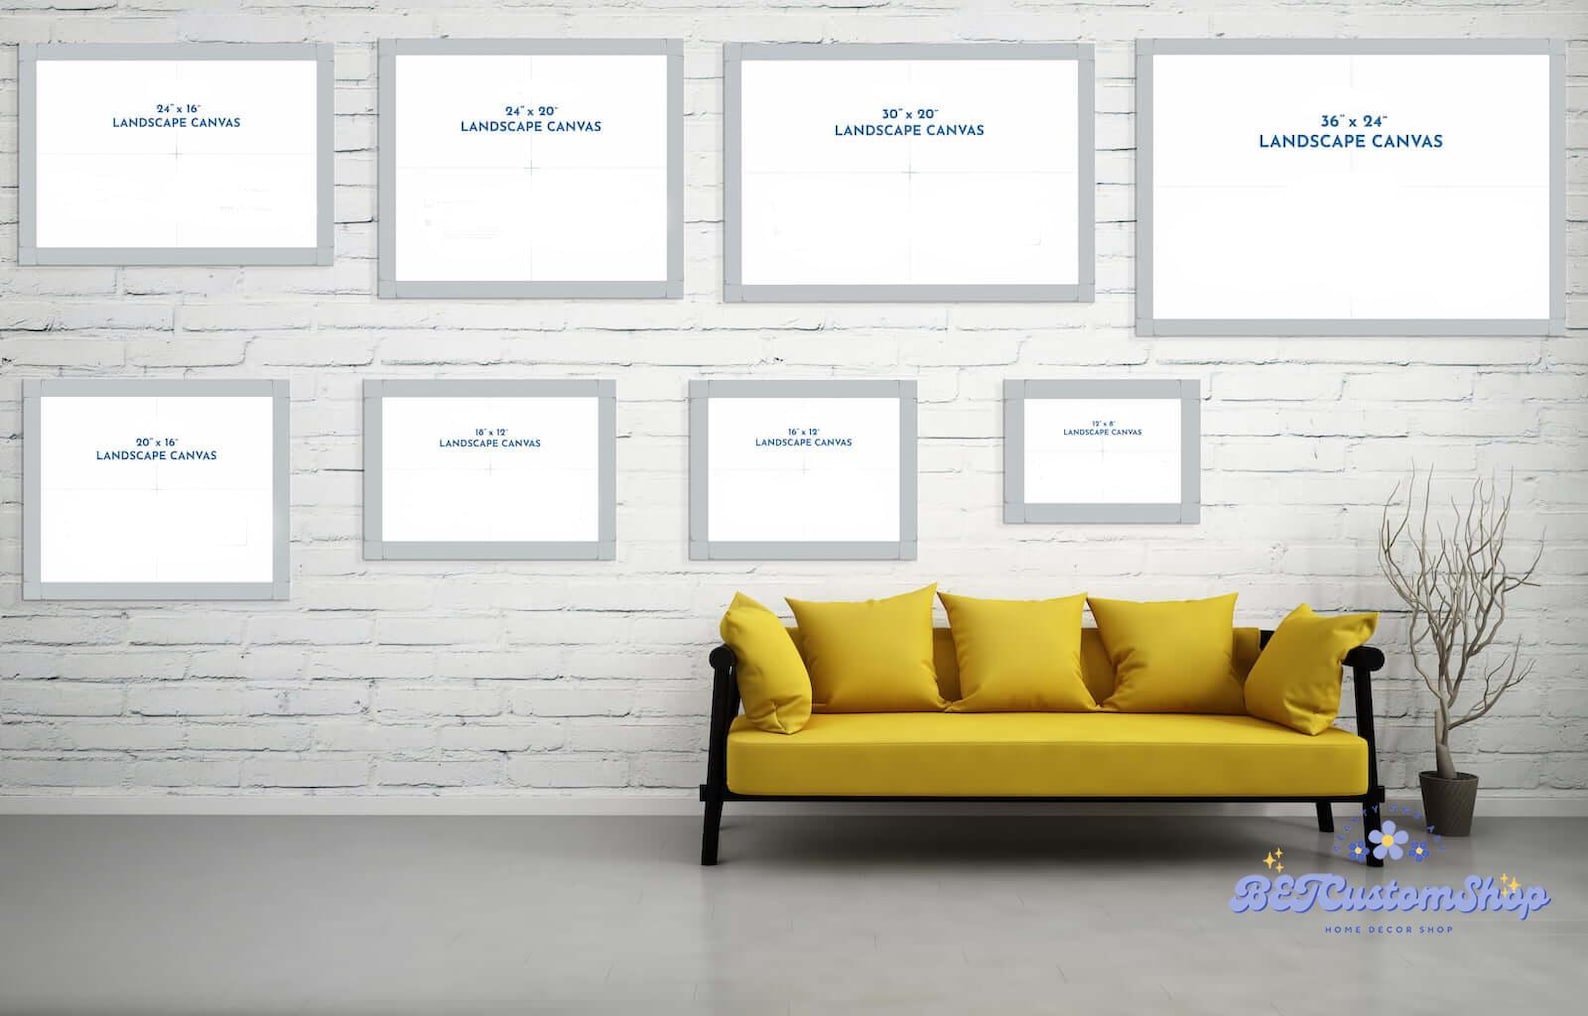 24" x 16"
LANDSCAPE CANVAS
24" x 20"
LANDSCAPE CANVAS
30" x 20"
LANDSCAPE CANVAS
36" x 24"
LANDSCAPE CANVAS
20" x 16"
LANDSCAPE CANVAS
18" x 12"
LANDSCAPE CANVAS
16" x 12"
LANDSCAPE CANVAS
12" x 8"
LANDSCAPE CANVAS
BETCustomShop
HOME DECOR SHOP